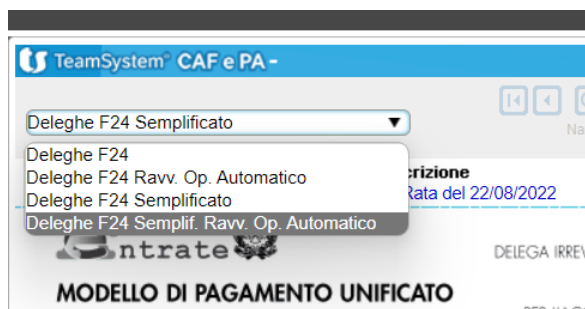 TeamSystem® CAF e PA -
Deleghe F24 Semplificato
Na
Deleghe F24
Deleghe F24 Ravv. Op. Automatico
crizione
Deleghe F24 Semplificato
Rata del 22/08/2022
Deleghe F24 Semplif. Ravv. Op. Automatico
ntrate
DELEGA IRREV
MODELLO DI PAGAMENTO UNIFICATO